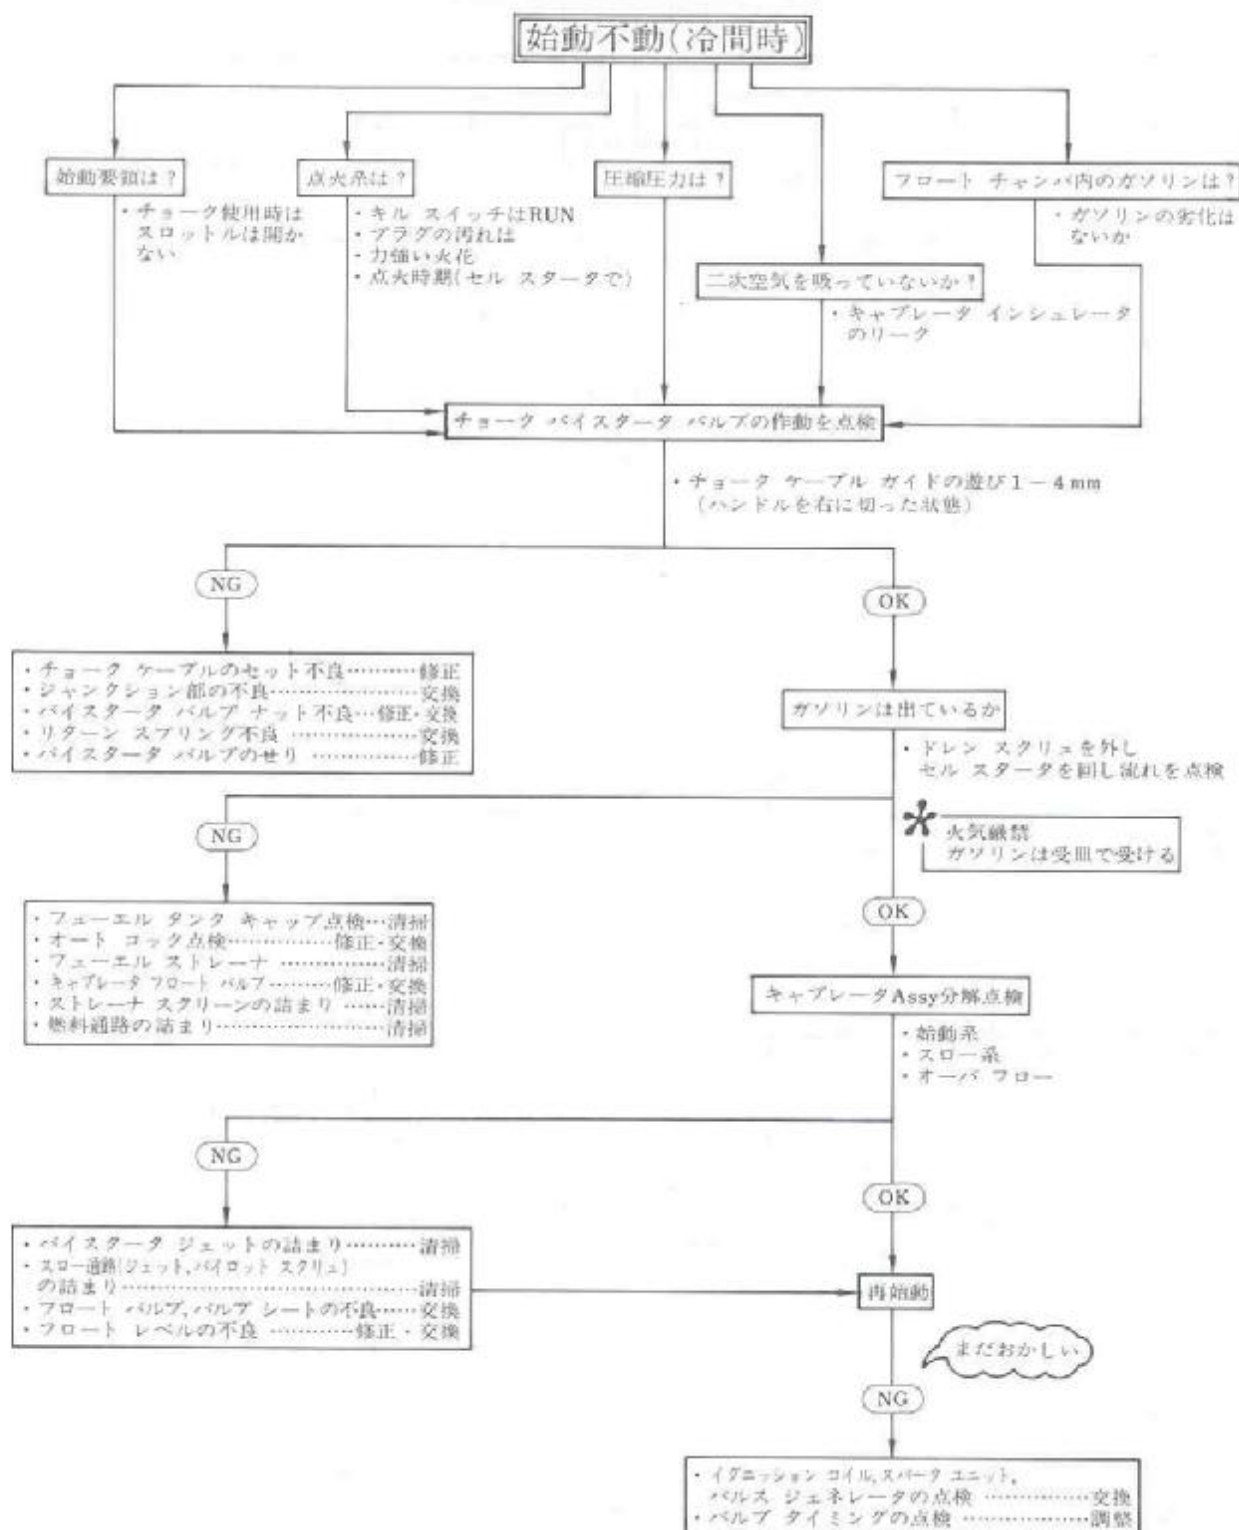 始動不動(冷間時)
始動要領は?
・チョーク使用時は
スロットルは開か
ない
点火系は?
・キル スイッチはRUN
・プラグの汚れは
・力強い火花
・点火時期(セル スタータで)
圧縮圧力は?
二次空気を吸っていないか?
・キャブレータ インシュレータ
のリーク
フロート チャンバ内のガソリンは?
・ガソリンの劣化は
ないか
チョーク バイスタータ バルブの作動を点検
・チョーク ケーブル ガイドの遊び1-4mm
(ハンドルを右に切った状態)
NG
OK
・チョーク ケーブルのセット不良………修正
・ジャンクション部の不良………………交換
・バイスタータ バルブ ナット不良…修正・交換
・リターン スプリング不良……………交換
・バイスタータ バルブのせり…………修正
ガソリンは出ているか
・ドレン スクリュを外し
セル スタータを回し流れを点検
火気厳禁
ガソリンは受皿で受ける
NG
OK
・フューエル タンク キャップ点検…清掃
・オート コック点検……………修正・交換
・フューエル ストレーナ……………清掃
・キャブレータ フロート バルブ………修正・交換
・ストレーナ スクリーンの詰まり……清掃
・燃料通路の詰まり……………………清掃
キャブレータAssy分解点検
・始動系
・スロー系
・オーバ フロー
NG
OK
・バイスタータ ジェットの詰まり………清掃
・スロー通路(ジェット,パイロット スクリュ)
の詰まり…………………………………清掃
・フロート バルブ,バルブ シートの不良……交換
・フロート レベルの不良…………修正・交換
再始動
まだおかしい
NG
・イグニッション コイル,スパーク ユニット,
パルス ジェネレータの点検……………交換
・バルブ タイミングの点検………………調整